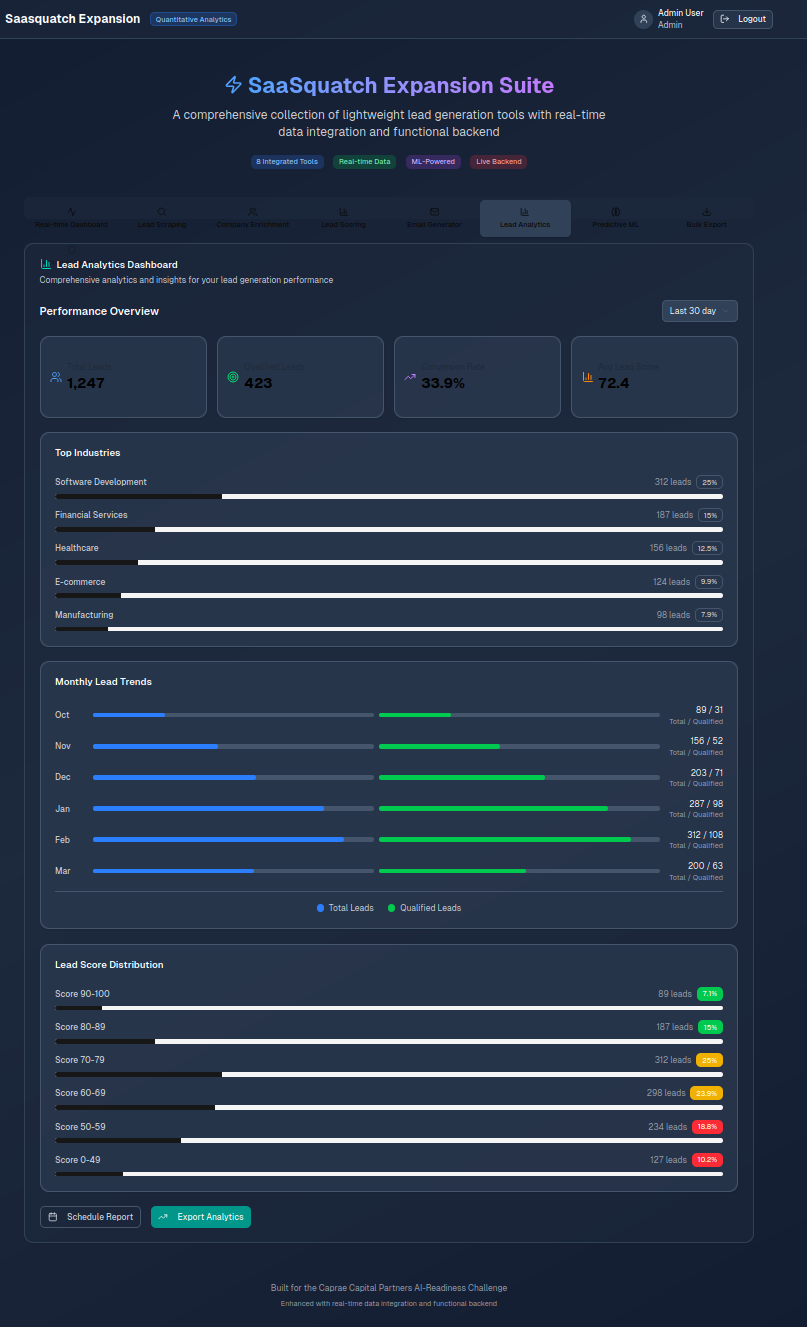 Saasquatch Expansion
Quantitative Analytics
Admin User
Admin
Logout
SaaSquatch Expansion Suite
A comprehensive collection of lightweight lead generation tools with real-time
data integration and functional backend
8 Integrated Tools
Real-time Data
ML-Powered
Live Backend
Real-time Dashboard
Lead Scraping
Company Enrichment
Lead Scoring
Email Generator
Lead Analytics
Predictive ML
Bulk Export
Lead Analytics Dashboard
Comprehensive analytics and insights for your lead generation performance
Performance Overview
Last 30 day
Total Leads
1,247
Qualified Leads
423
Conversion Rate
33.9%
Avg Lead Score
72.4
Top Industries
Software Development 312 leads 25%
Financial Services 187 leads 15%
Healthcare 156 leads 12.5%
E-commerce 124 leads 9.9%
Manufacturing 98 leads 7.9%
Monthly Lead Trends
Oct 89 / 31
Total / Qualified
Nov 156 / 52
Total / Qualified
Dec 203 / 71
Total / Qualified
Jan 287 / 98
Total / Qualified
Feb 312 / 108
Total / Qualified
Mar 200 / 63
Total / Qualified
Total Leads Qualified Leads
Lead Score Distribution
Score 90-100 89 leads 7.1%
Score 80-89 187 leads 15%
Score 70-79 312 leads 25%
Score 60-69 298 leads 23.9%
Score 50-59 234 leads 18.8%
Score 0-49 127 leads 10.2%
Schedule Report
Export Analytics
Built for the Caprae Capital Partners AI-Readiness Challenge
Enhanced with real-time data integration and functional backend